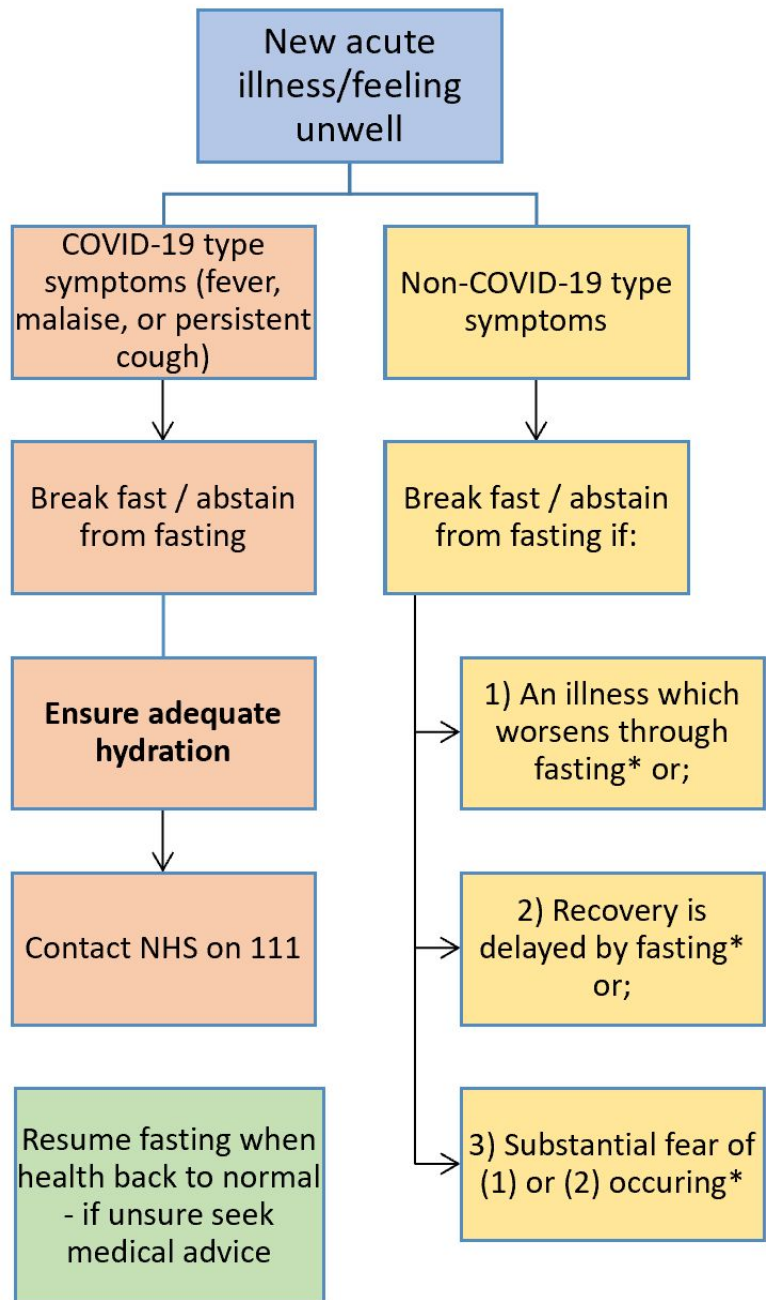 New acute
illness/feeling
unwell
COVID-19 type
symptoms (fever,
malaise, or persistent
cough)
Break fast / abstain
from fasting
Ensure adequate
hydration
Contact NHS on 111
Resume fasting when
health back to normal
- if unsure seek
medical advice
Non-COVID-19 type
symptoms
Break fast / abstain
from fasting if:
1) An illness which
worsens through
fasting* or;
2) Recovery is
delayed by fasting*
or;
3) Substantial fear of
(1) or (2) occuring*